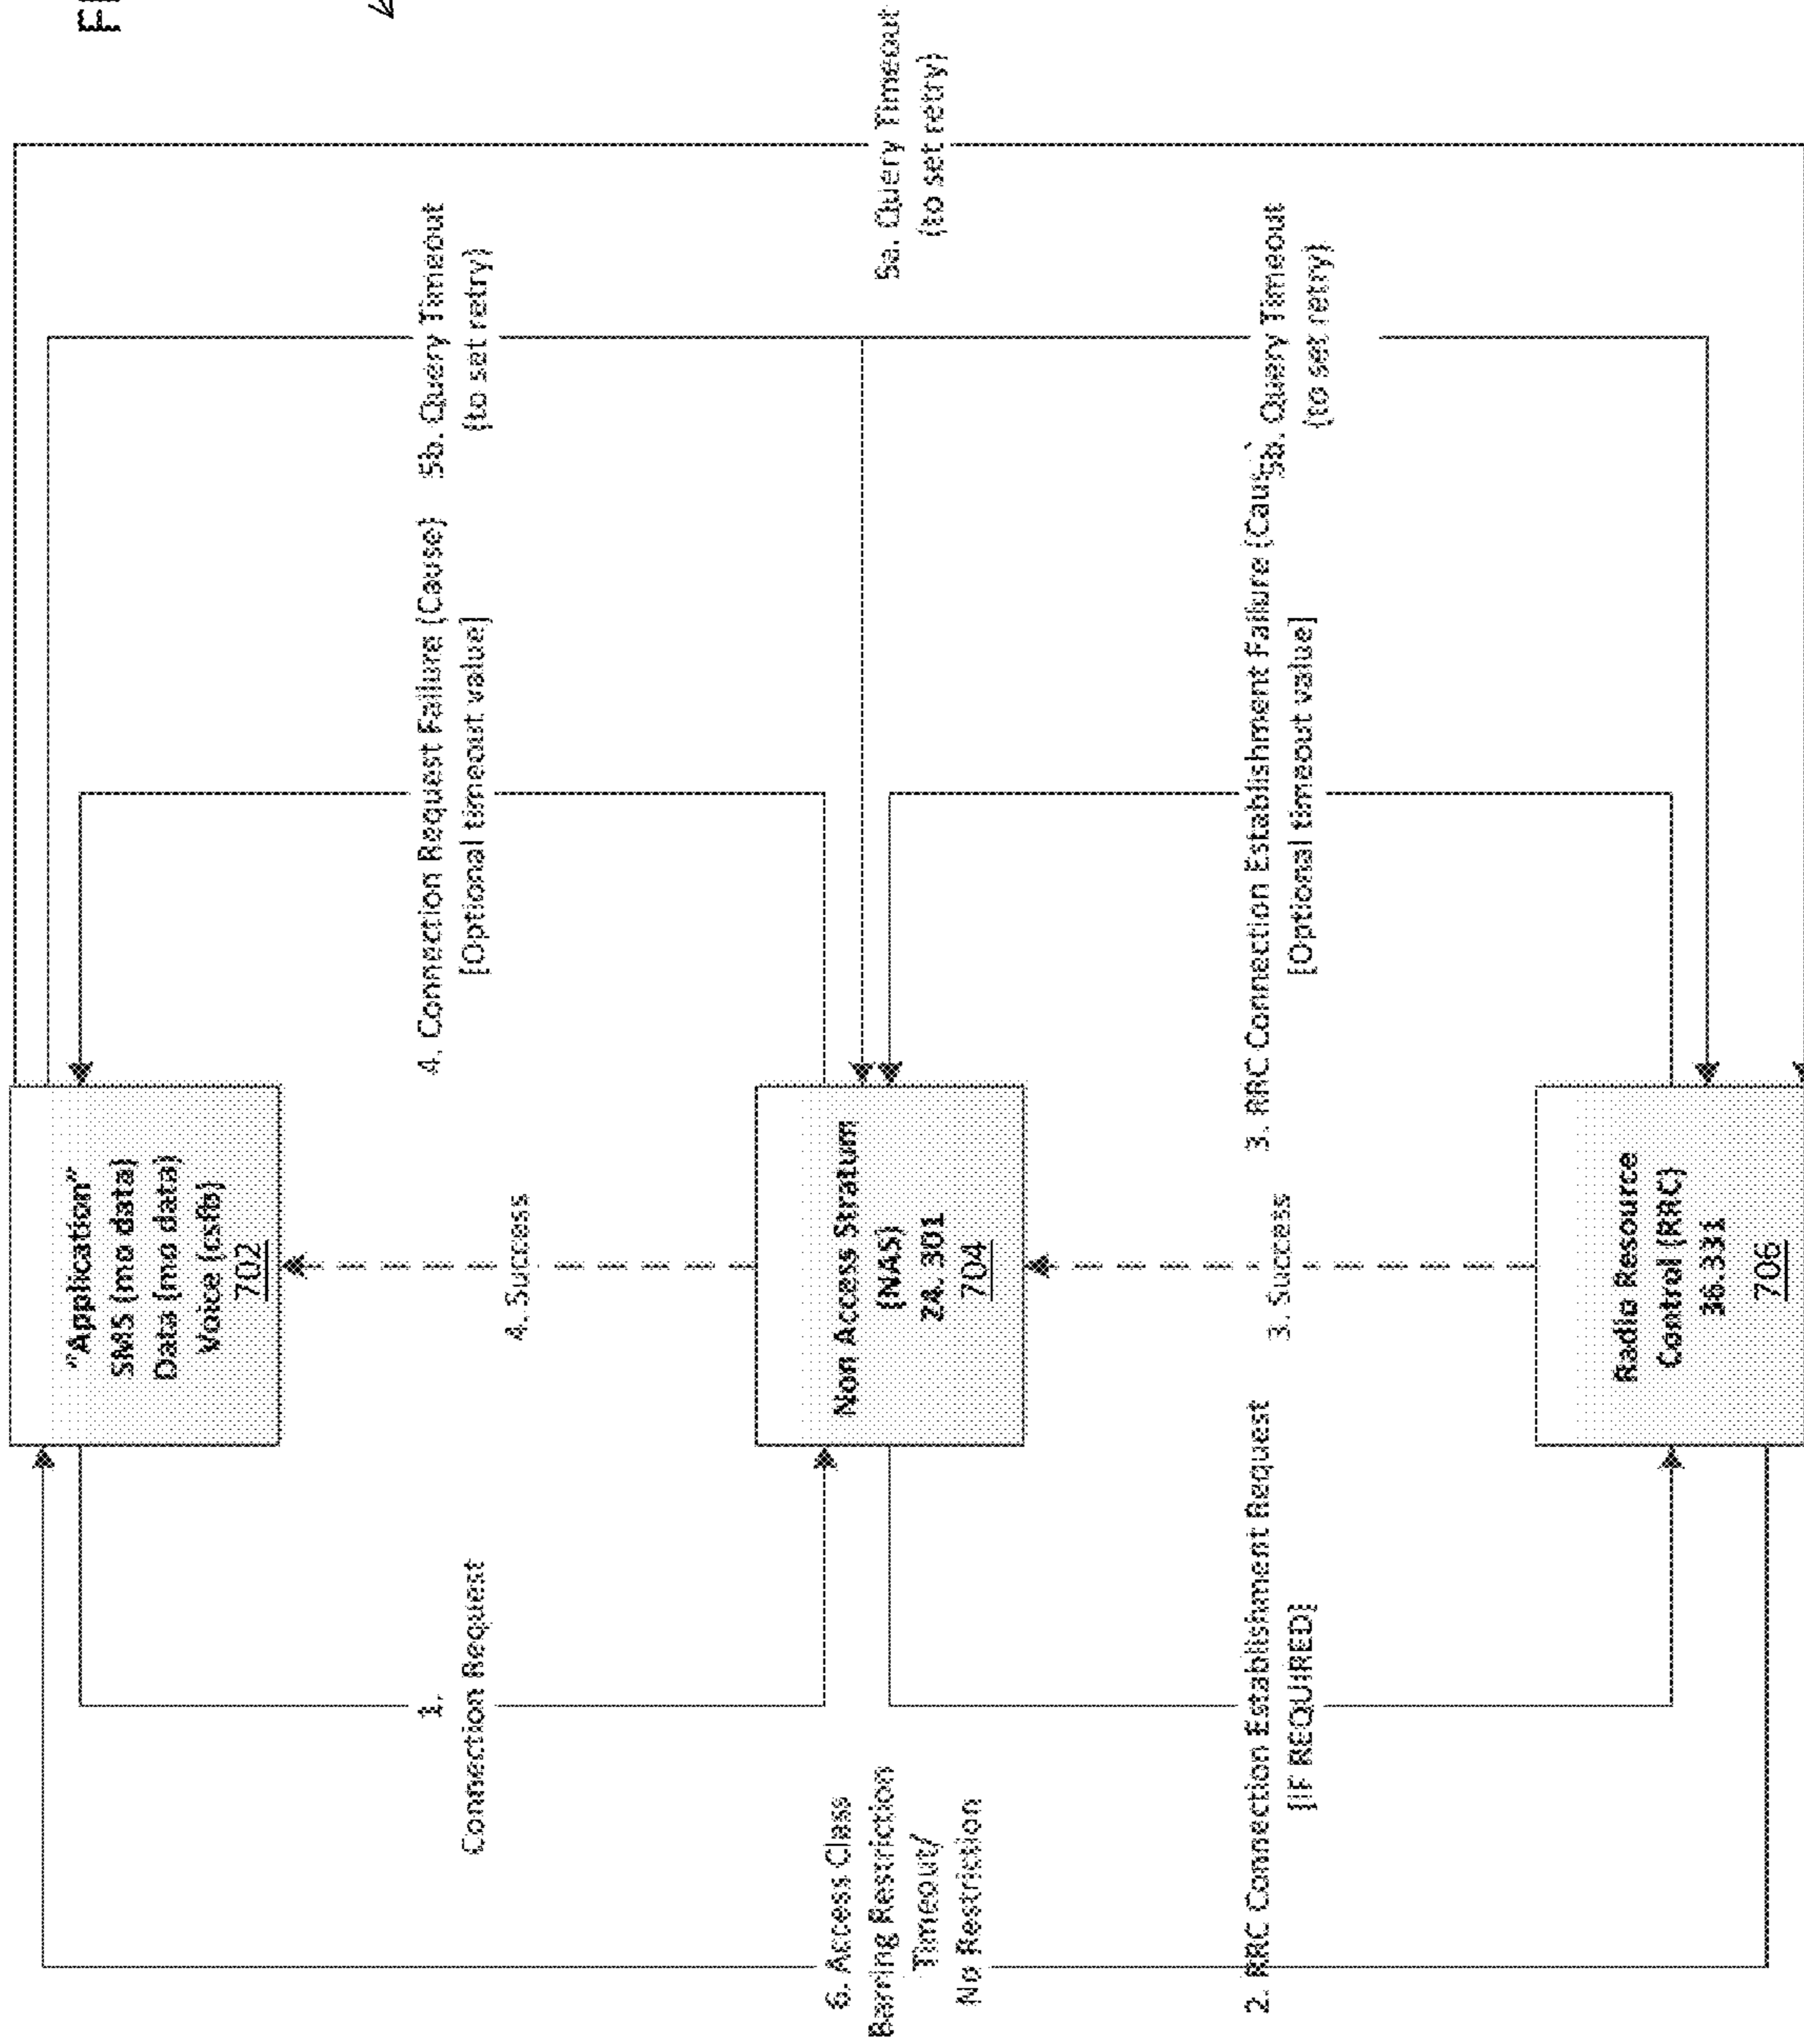 "Application"
SMS (mo data)
Data (mo data)
Voice (csfb)
702
1.
Connection Request
4. Success
4. Connection Request Failure (Cause)
[Optional timeout value]
5b. Query Timeout
(to set retry)
6. Access Class
Barring Restriction
Timeout/
No Restriction
Non Access Stratum
(NAS)
24. 301
704
5a. Query Timeout
(to set retry)
2. RRC Connection Establishment Request
[IF REQUIRED]
3. Success
3. RRC Connection Establishment Failure (Caus
[Optional timeout value]
5b. Query Timeout
(to set retry)
Radio Resource
Control (RRC)
36.331
706